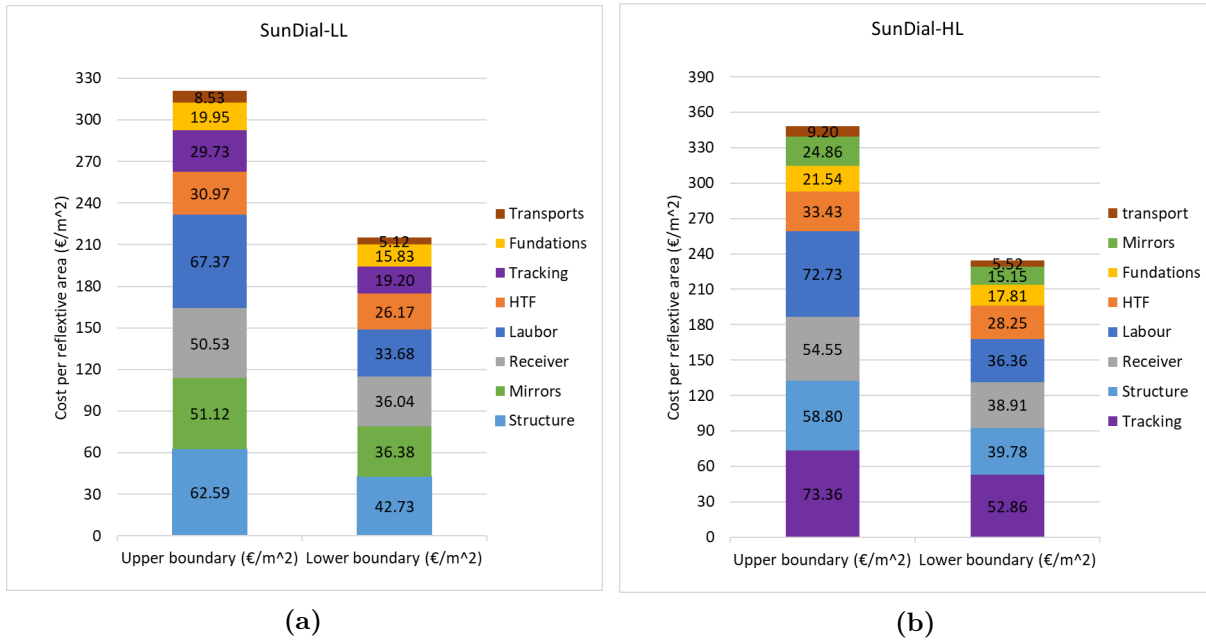 SunDial-LL
Cost per reflextive area (€/m^2)
330
300
270
240
210
180
150
120
90
60
30
0
8.53
19.95
29.73
30.97
67.37
50.53
51.12
62.59
5.12
15.83
19.20
26.17
33.68
36.04
36.38
42.73
Upper boundary (€/m^2)
Lower boundary (€/m^2)
Transports
Fundations
Tracking
HTF
Laubor
Receiver
Mirrors
Structure
(a)
SunDial-HL
Cost per reflextive area (€/m^2)
390
360
330
300
270
240
210
180
150
120
90
60
30
0
9.20
24.86
21.54
33.43
72.73
54.55
58.80
73.36
5.52
15.15
17.81
28.25
36.36
38.91
39.78
52.86
Upper boundary (€/m^2)
Lower boundary (€/m^2)
transport
Mirrors
Fundations
HTF
Labour
Receiver
Structure
Tracking
(b)